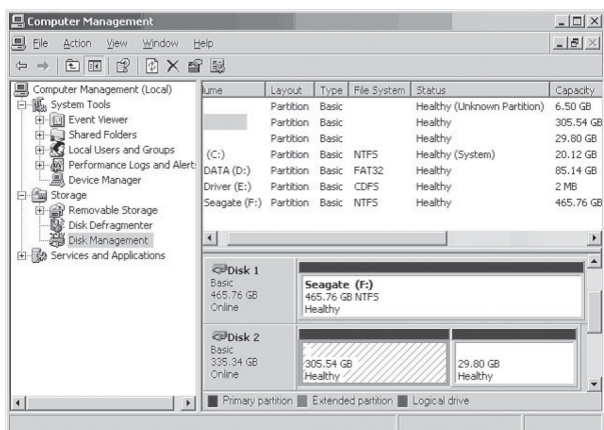 Computer Management
File Action View Window Help
Computer Management (Local)
System Tools
Event Viewer
Shared Folders
Local Users and Groups
Performance Logs and Alert
Device Manager
Storage
Removable Storage
Disk Defragmenter
Disk Management
Services and Applications
ume Layout Type File System Status Capacity
Partition Basic Healthy (Unknown Partition) 6.50 GB
Partition Basic Healthy 305.54 GB
Partition Basic Healthy 29.80 GB
(C:) Partition Basic NTFS Healthy (System) 20.12 GB
DATA (D:) Partition Basic FAT32 Healthy 85.14 GB
Driver (E:) Partition Basic CDFS Healthy 2 MB
Seagate (F:) Partition Basic NTFS Healthy 465.76 GB
Disk 1
Basic
465.76 GB
Online
Seagate (F:)
465.76 GB NTFS
Healthy
Disk 2
Basic
335.34 GB
Online
305.54 GB
Healthy
29.80 GB
Healthy
Primary partition Extended partition Logical drive